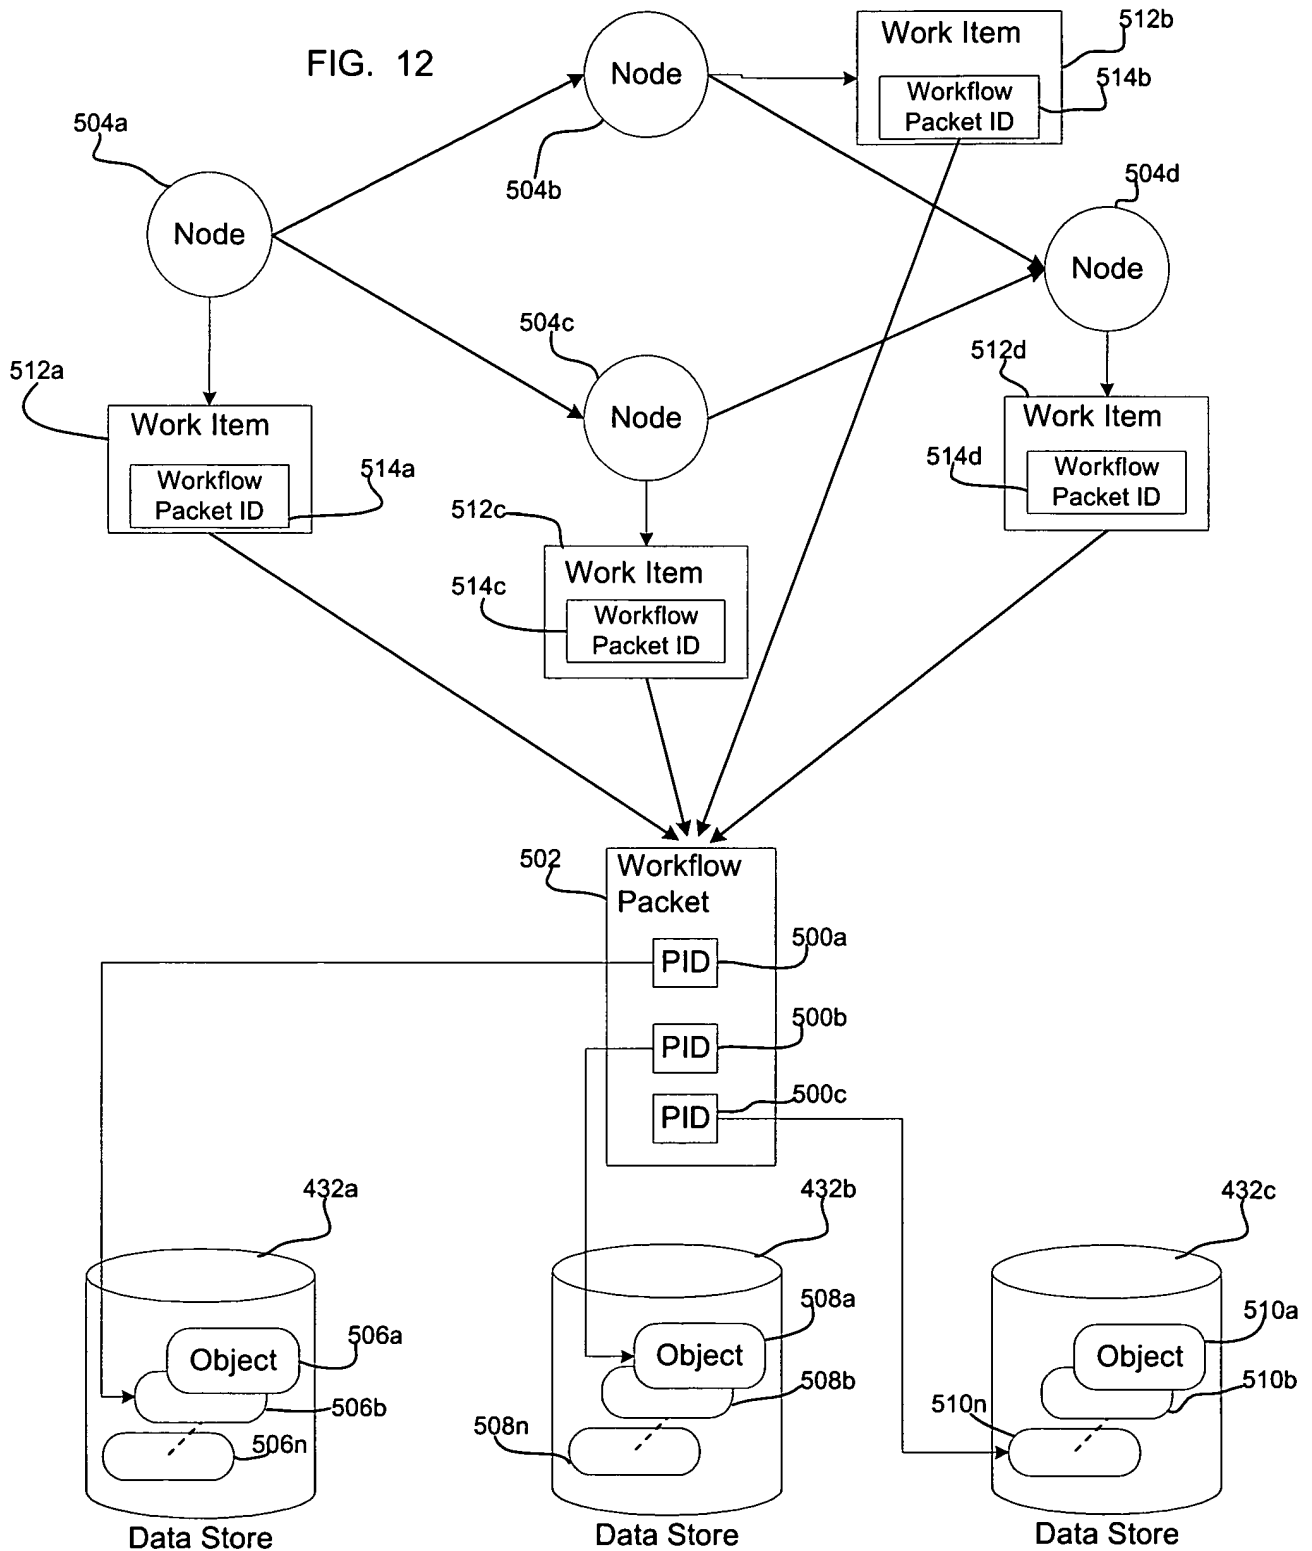 512b
Work Item
FIG. 12
Node
514b
Workflow
Packet ID
504a
504b
504d
Node
Node
504c
512d
512a
Node
Work Item
Work Item
514a
514d
Workflow
Packet ID
Workflow
Packet ID
512c
Work Item
514c
Workflow
Packet ID
502
Workflow
Packet
500a
PID
500b
PID
500c
PID
432a
432b
432c
506a
Object
508a
Object
510a
Object
506b
508b
510b
506n
508n
510n
Data Store
Data Store
Data Store